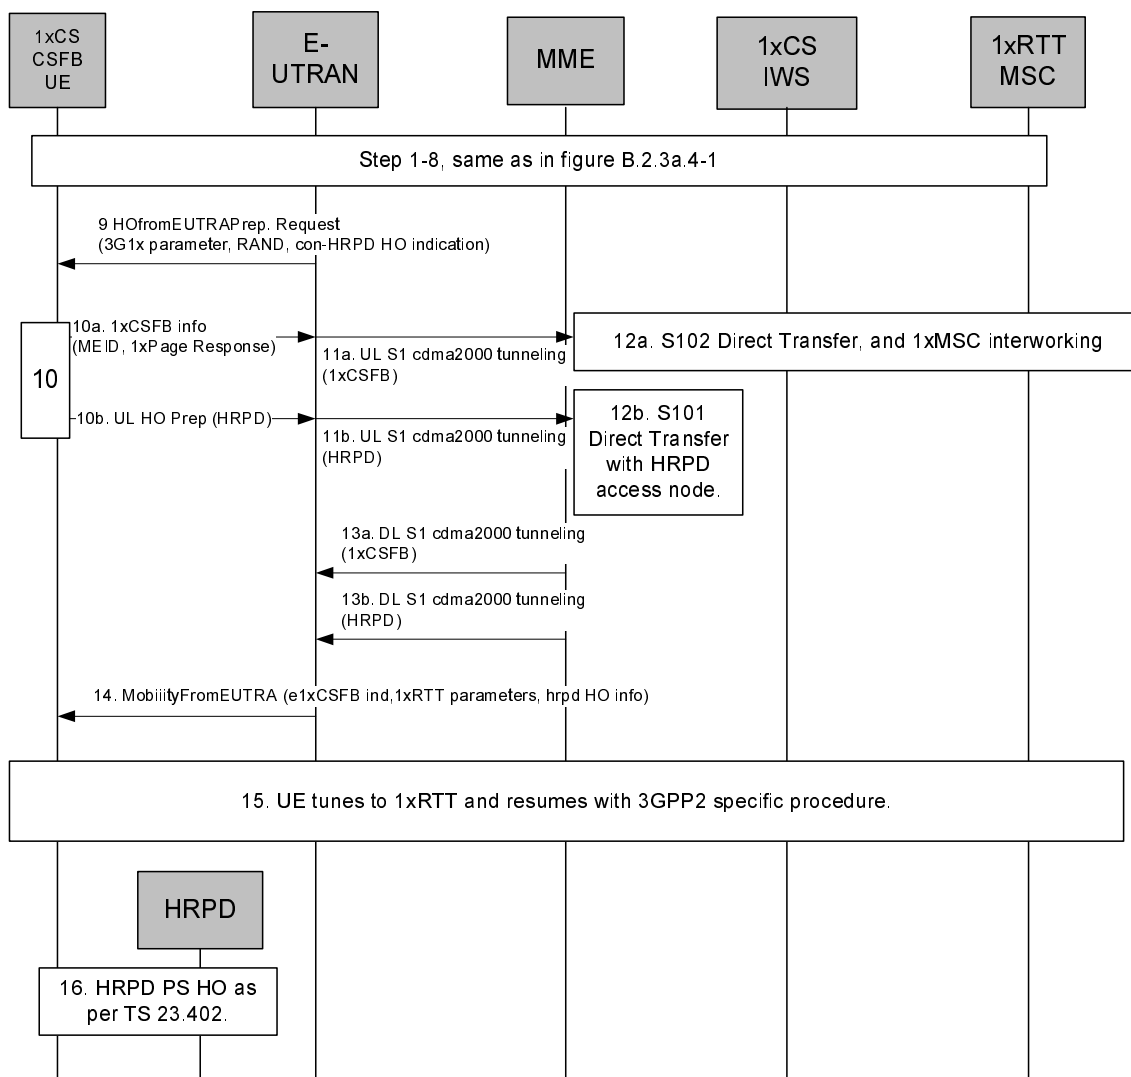 1xCS
CSFB
UE
E-
UTRAN
MME
1xCS
IWS
1xRTT
MSC
Step 1-8, same as in figure B.2.3a.4-1
9 HOfromEUTRAPrep. Request
(3G1x parameter, RAND, con-HRPD HO indication)
10
10a. 1xCSFB info
(MEID, 1xPage Response)
11a. UL S1 cdma2000 tunneling
(1xCSFB)
12a. S102 Direct Transfer, and 1xMSC interworking
10b. UL HO Prep (HRPD)
11b. UL S1 cdma2000 tunneling
(HRPD)
12b. S101
Direct Transfer
with HRPD
access node.
13a. DL S1 cdma2000 tunneling
(1xCSFB)
13b. DL S1 cdma2000 tunneling
(HRPD)
14. MobiiityFromEUTRA (e1xCSFB ind,1xRTT parameters, hrpd HO info)
15. UE tunes to 1xRTT and resumes with 3GPP2 specific procedure.
HRPD
16. HRPD PS HO as
per TS 23.402.